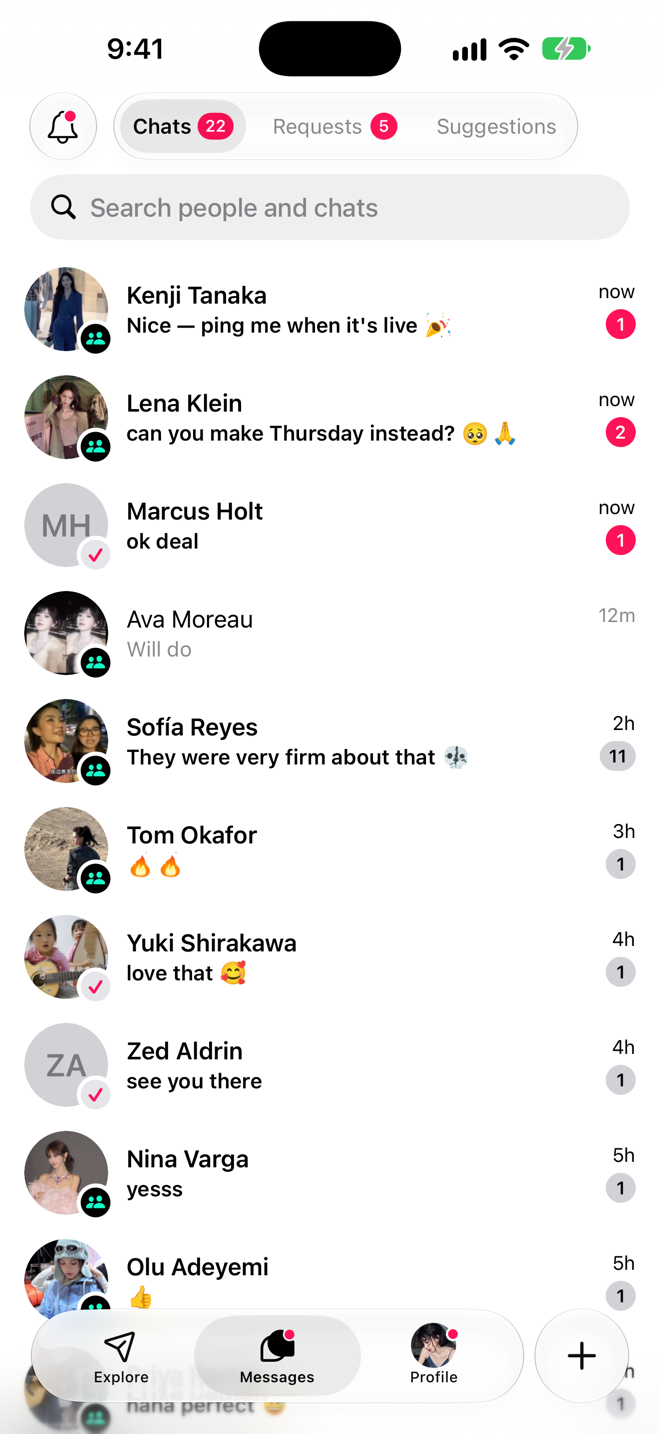 9:41
Chats 22 Requests 5 Suggestions
Search people and chats
Kenji Tanaka now
Nice — ping me when it's live 🎉 1
Lena Klein now
can you make Thursday instead? 🥺 🙏 2
MH
Marcus Holt now
ok deal 1
Ava Moreau 12m
Will do
Sofía Reyes 2h
They were very firm about that 11
Tom Okafor 3h
🔥 🔥 1
Yuki Shirakawa 4h
love that 🥰 1
ZA
Zed Aldrin 4h
see you there 1
Nina Varga 5h
yesss 1
Olu Adeyemi 5h
👍 1
Explore Messages Profile
haha perfect 1